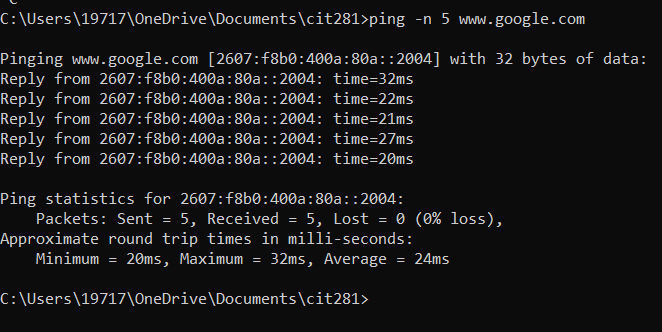 C:\Users\19717\OneDrive\Documents\cit281>ping -n 5 www.google.com
Pinging www.google.com [2607:f8b0:400a:80a::2004] with 32 bytes of data:
Reply from 2607:f8b0:400a:80a::2004: time=32ms
Reply from 2607:f8b0:400a:80a::2004: time=22ms
Reply from 2607:f8b0:400a:80a::2004: time=21ms
Reply from 2607:f8b0:400a:80a::2004: time=27ms
Reply from 2607:f8b0:400a:80a::2004: time=20ms
Ping statistics for 2607:f8b0:400a:80a::2004:
    Packets: Sent = 5, Received = 5, Lost = 0 (0% loss),
Approximate round trip times in milli-seconds:
    Minimum = 20ms, Maximum = 32ms, Average = 24ms
C:\Users\19717\OneDrive\Documents\cit281>